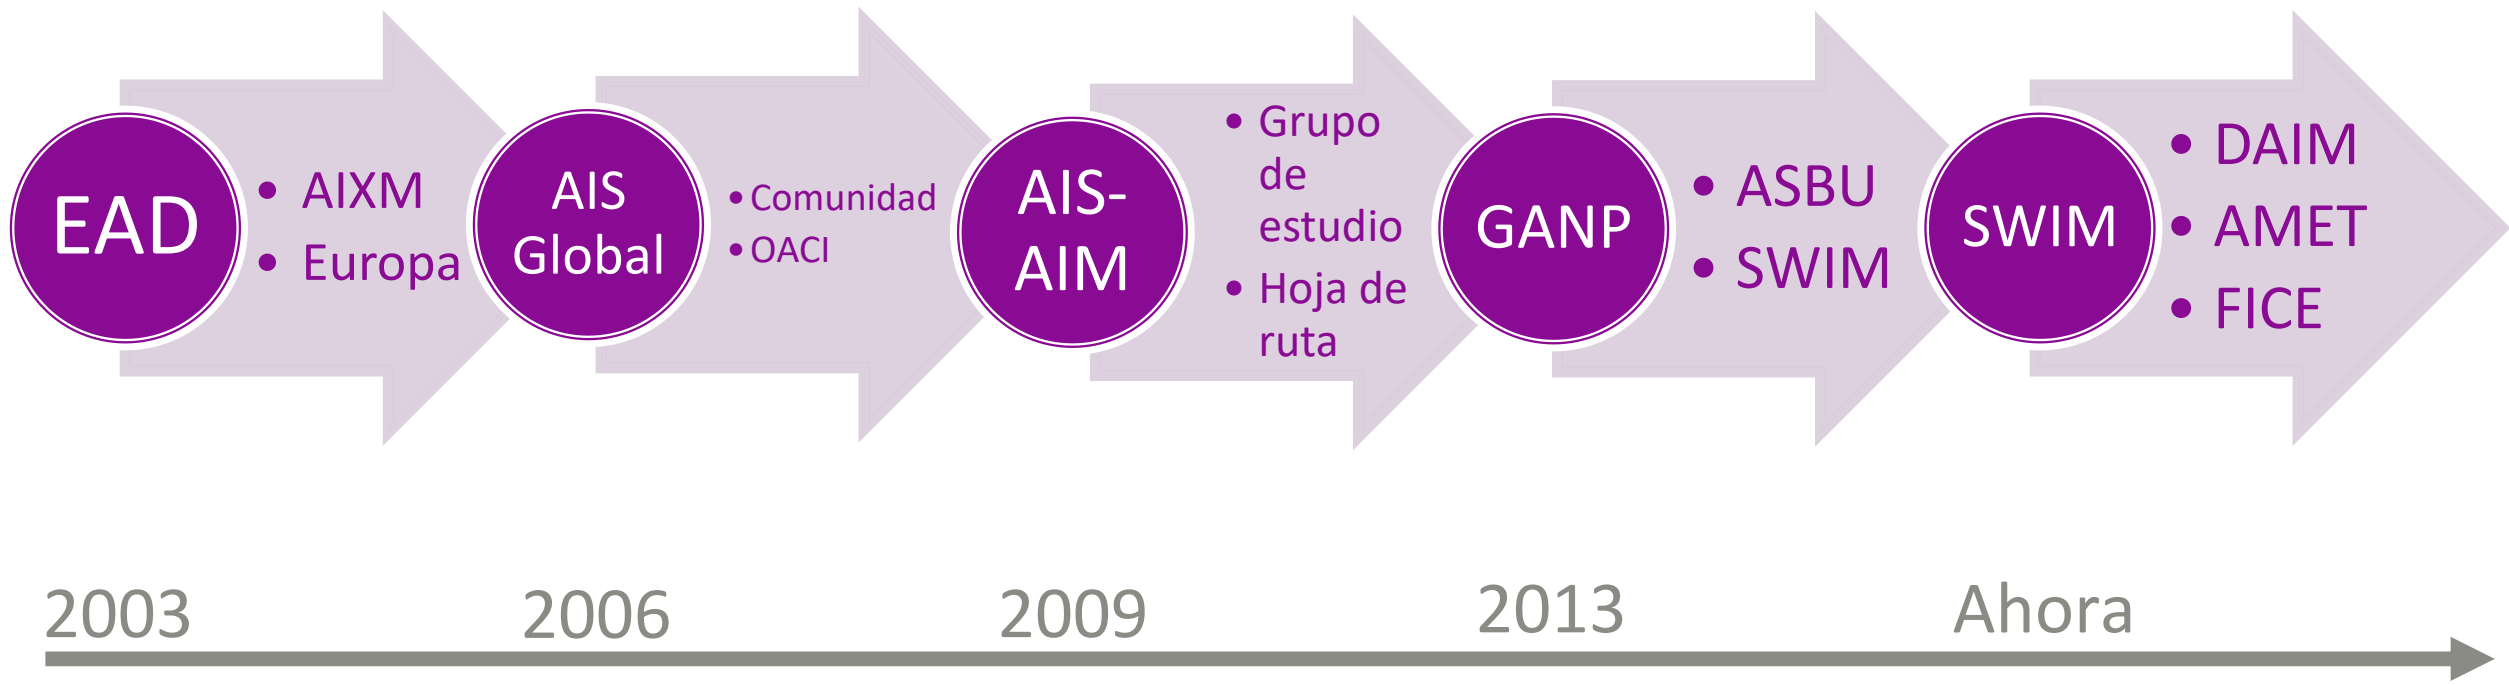 EAD
• AIXM
• Europa
AIS
Global
• Comunidad
• OACI
AIS-
AIM
• Grupo
de
estudio
• Hoja de
ruta
GANP
• ASBU
• SWIM
SWIM
• DAIM
• AMET
• FICE
2003
2006
2009
2013
Ahora